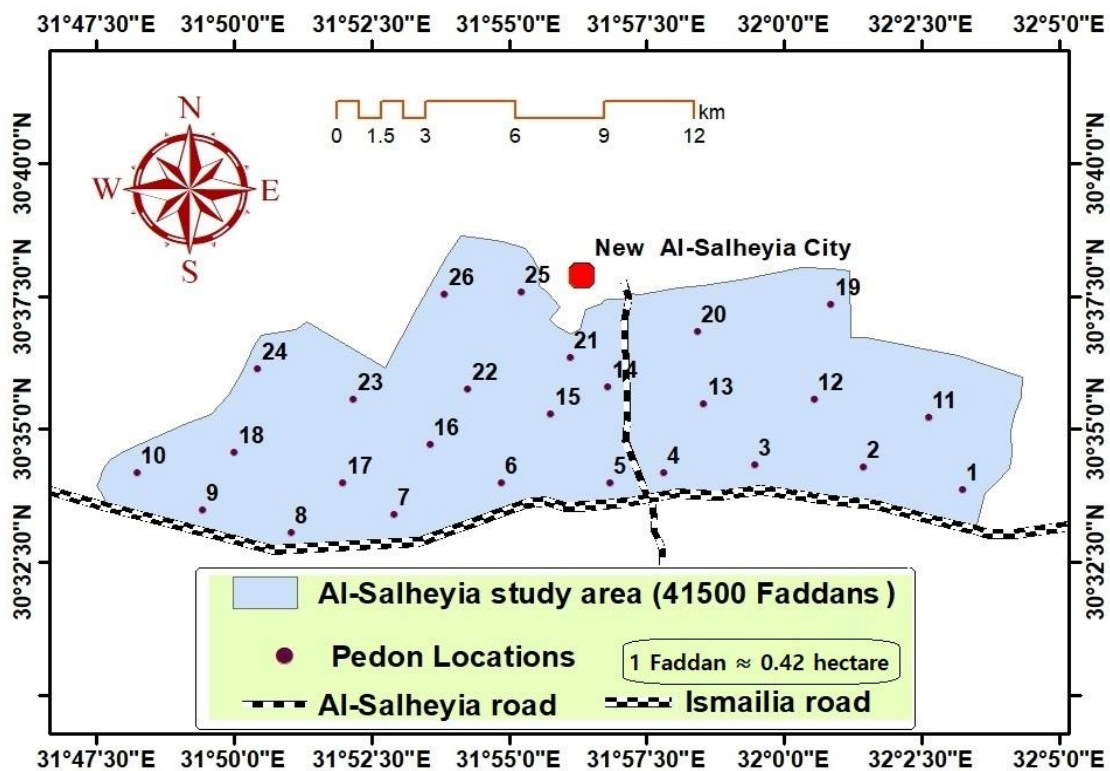 31°47'30"E 31°50'0"E 31°52'30"E 31°55'0"E 31°57'30"E 32°0'0"E 32°2'30"E 32°5'0"E
30°40'0"N
30°37'30"N
30°35'0"N
30°32'30"N
N
W E
S
0 1.5 3 6 9 12 km
New Al-Salheyia City
26 25 19
20
21
24 14
23 22 12
13
15 11
16
18
10 3
17 6 5 4 2
1
9 7
8
Al-Salheyia study area (41500 Faddans)
Pedon Locations
1 Faddan ≈ 0.42 hectare
Al-Salheyia road Ismailia road
30°40'0"N
30°37'30"N
30°35'0"N
30°32'30"N
31°47'30"E 31°50'0"E 31°52'30"E 31°55'0"E 31°57'30"E 32°0'0"E 32°2'30"E 32°5'0"E